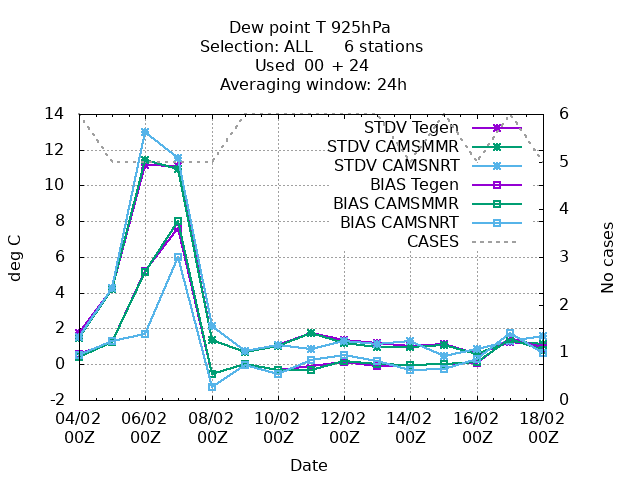 Dew point T 925hPa
Selection: ALL 6 stations
Used 00 + 24
Averaging window: 24h
14
12
10
8
6
4
2
0
-2
6
5
4
3
2
1
0
STDV Tegen
STDV CAMSMMR
STDV CAMSNRT
BIAS Tegen
BIAS CAMSMMR
BIAS CAMSNRT
CASES
deg C
No cases
04/02 06/02 08/02 10/02 12/02 14/02 16/02 18/02
00Z 00Z 00Z 00Z 00Z 00Z 00Z 00Z
Date